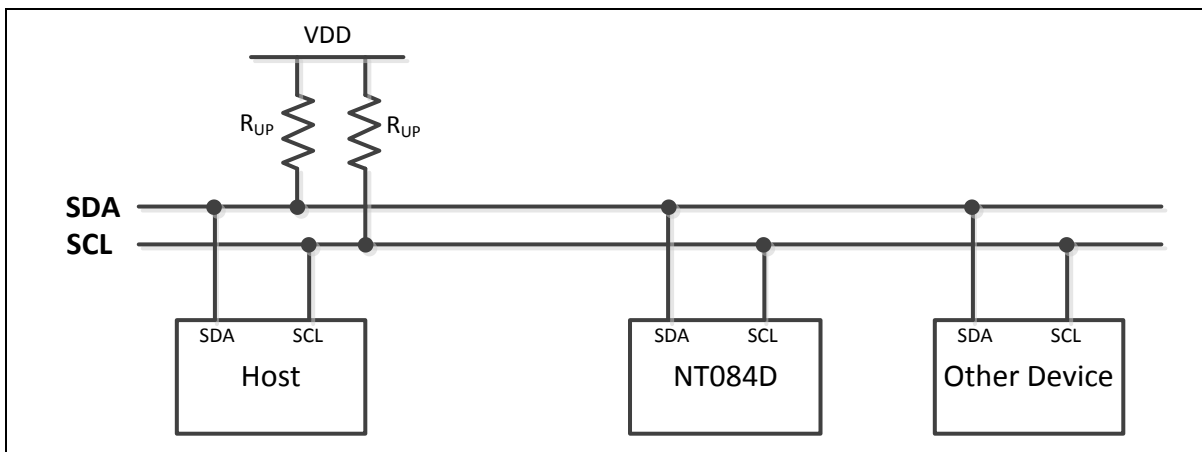 VDD
RUP RUP
SDA
SCL
SDA SCL SDA SCL SDA SCL
Host NT084D Other Device